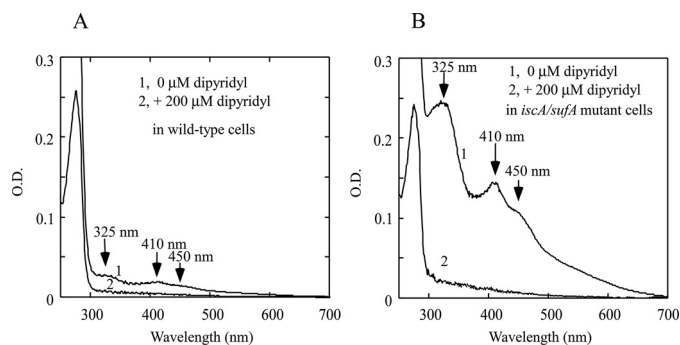 A
0.3
0.2
0.1
0
O.D.
1, 0 μM dipyridyl
2, + 200 μM dipyridyl
in wild-type cells
325 nm
410 nm
450 nm
1
2
300 400 500 600 700
Wavelength (nm)
B
0.3
0.2
0.1
0
O.D.
325 nm
1, 0 μM dipyridyl
2, + 200 μM dipyridyl
in iscA/sufA mutant cells
410 nm
1
450 nm
2
300 400 500 600 700
Wavelength (nm)